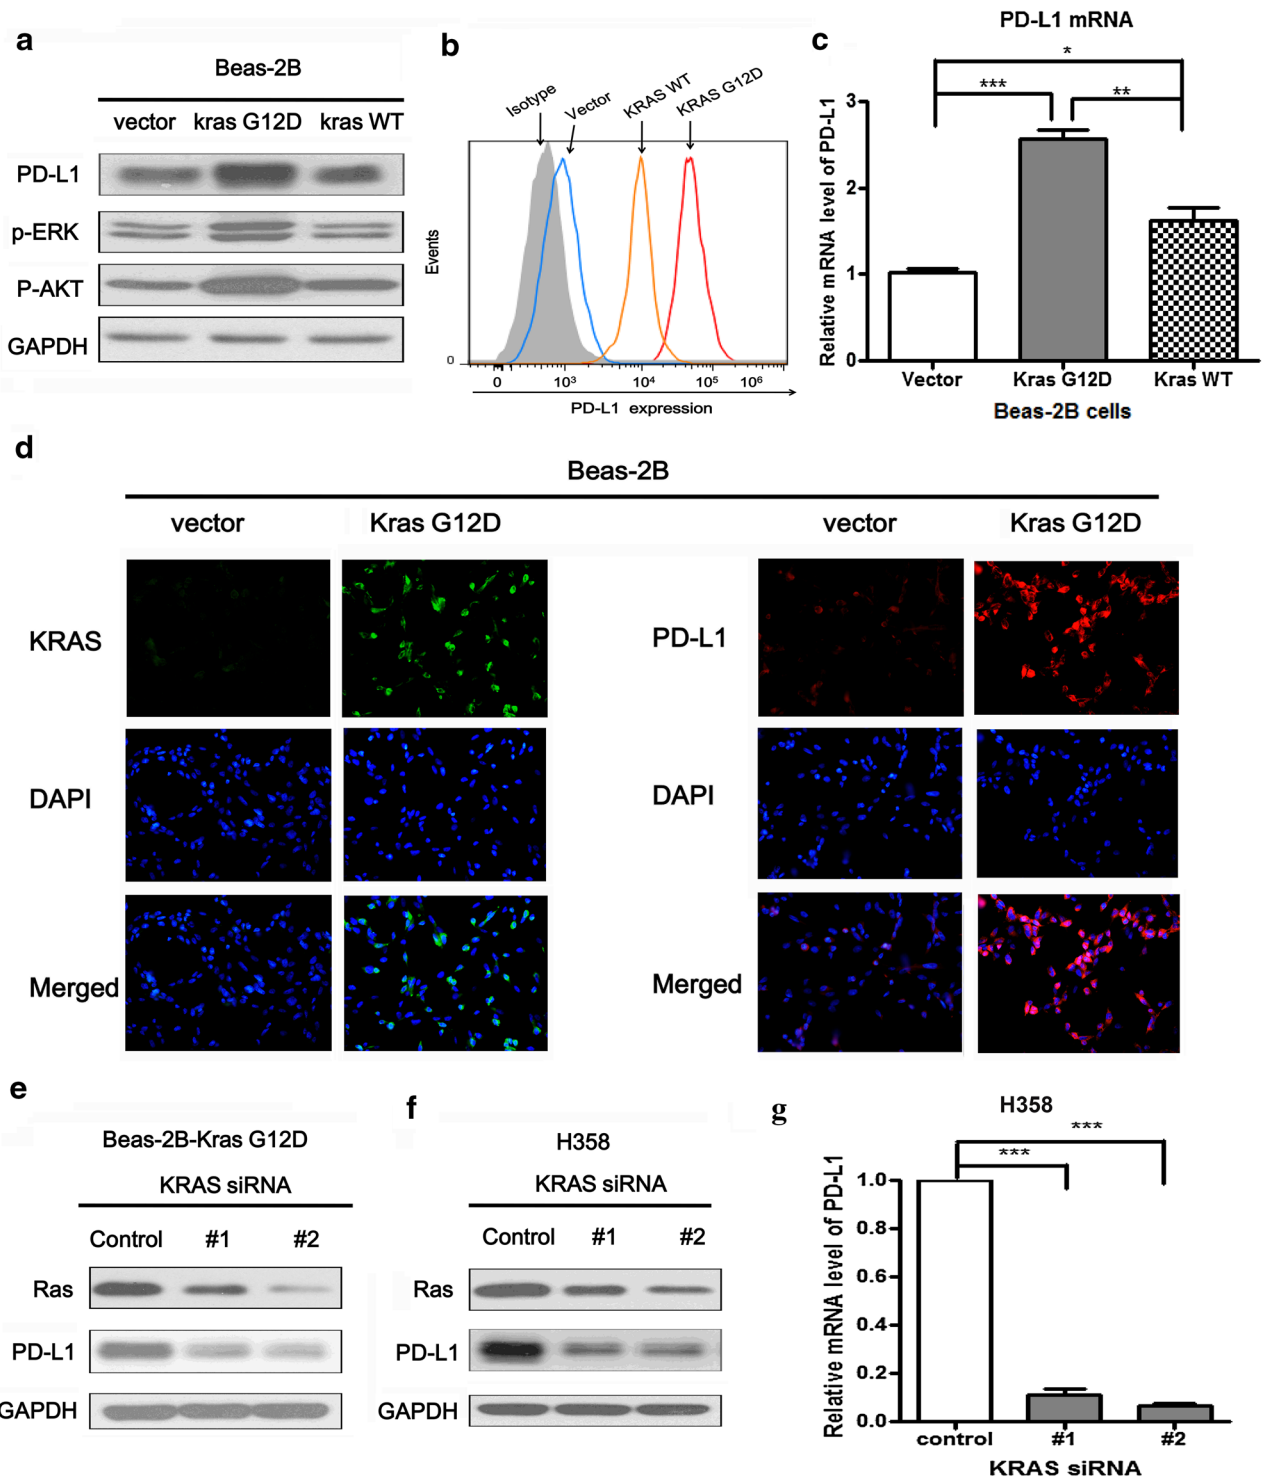 a
Beas-2B
vector kras G12D kras WT
PD-L1
p-ERK
P-AKT
GAPDH
b
Isotype
Vector
KRAS WT
KRAS G12D
Events
0
0 10³ 10⁴ 10⁵ 10⁶
PD-L1 expression
c
PD-L1 mRNA
*
*** **
Relative mRNA level of PD-L1
3
2
1
0
Vector Kras G12D Kras WT
Beas-2B cells
d
Beas-2B
vector Kras G12D vector Kras G12D
KRAS PD-L1
DAPI DAPI
Merged Merged
e
Beas-2B-Kras G12D
KRAS siRNA
Control #1 #2
Ras
PD-L1
GAPDH
f
H358
KRAS siRNA
Control #1 #2
Ras
PD-L1
GAPDH
g
H358
***
***
Relative mRNA level of PD-L1
1.0
0.8
0.6
0.4
0.2
0.0
control #1 #2
KRAS siRNA